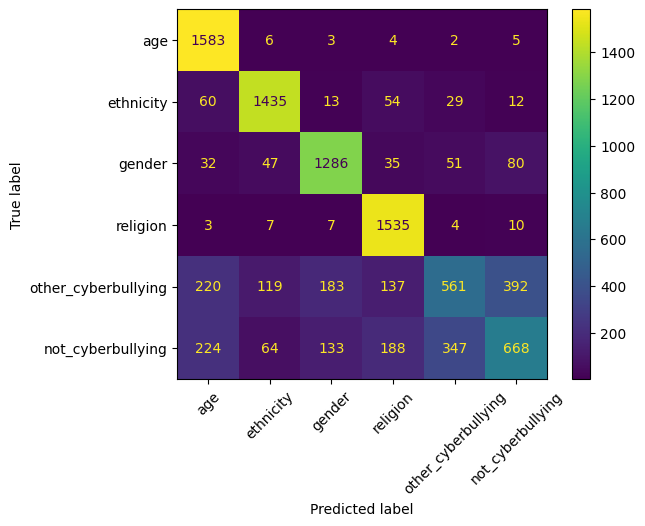 age 1583 6 3 4 2 5
ethnicity 60 1435 13 54 29 12
gender 32 47 1286 35 51 80
religion 3 7 7 1535 4 10
other_cyberbullying 220 119 183 137 561 392
not_cyberbullying 224 64 133 188 347 668
True label
age ethnicity gender religion other_cyberbullying not_cyberbullying
Predicted label
1400
1200
1000
800
600
400
200